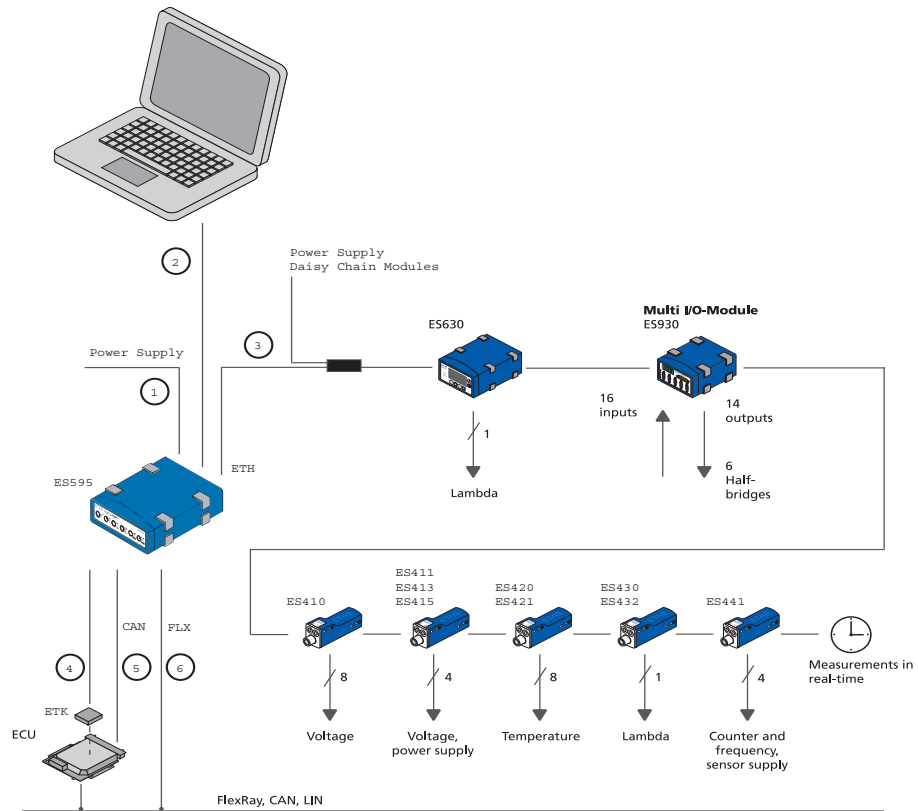 2
Power Supply
Daisy Chain Modules
Multi I/O-Module
ES930
ES630
3
Power Supply
1
16
inputs
14
outputs
1
ETH
6
Half-
bridges
ES595
Lambda
ES411
ES413
ES415
ES420
ES421
ES430
ES432
ES410
ES441
CAN
FLX
4
5
6
Measurements in
real-time
8
4
8
1
4
ETK
ECU
Voltage
Voltage,
power supply
Temperature
Lambda
Counter and
frequency,
sensor supply
FlexRay, CAN, LIN